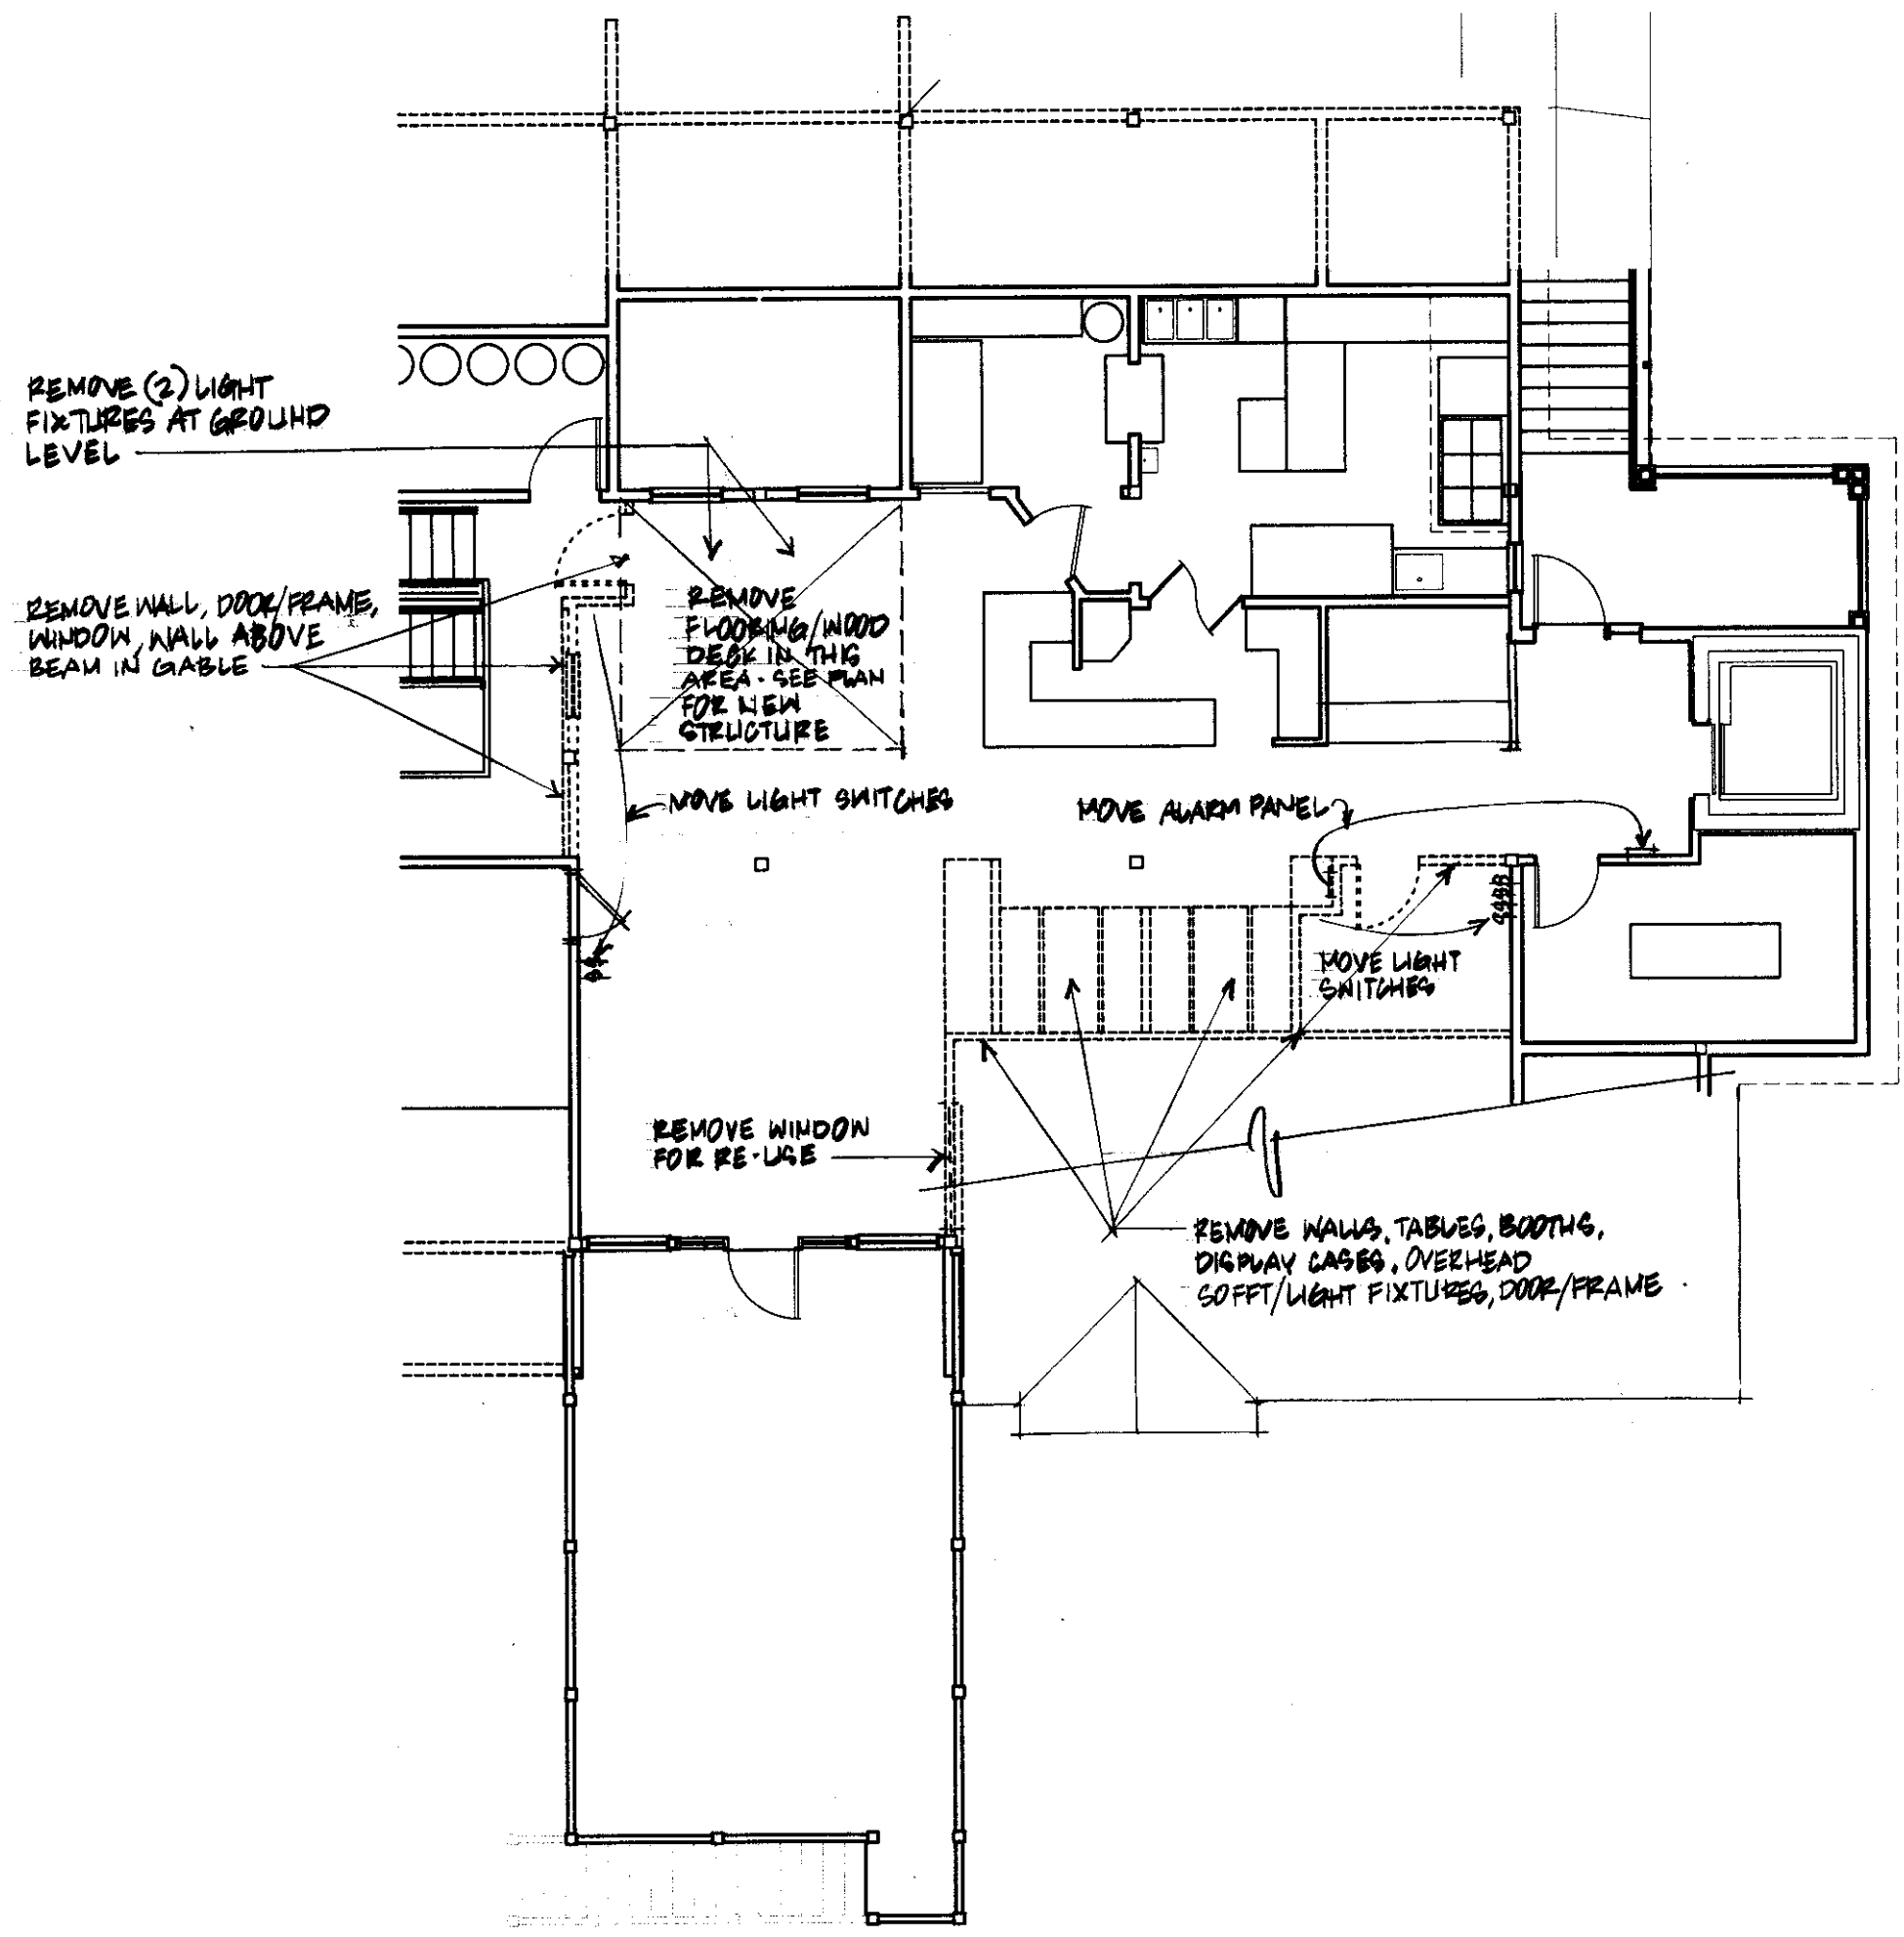 REMOVE (2) LIGHT
FIXTURES AT GROUND
LEVEL
REMOVE WALL, DOOR/FRAME,
WINDOW, WALL ABOVE
BEAM IN GABLE
REMOVE
FLOORING/WOOD
DECK IN THIS
AREA - SEE PLAN
FOR NEW
STRUCTURE
MOVE LIGHT SWITCHES
MOVE ALARM PANEL
MOVE LIGHT
SWITCHES
REMOVE WINDOW
FOR RE-USE
REMOVE WALLS, TABLES, BOOTHS,
DISPLAY CASES, OVERHEAD
SOFFT/LIGHT FIXTURES, DOOR/FRAME